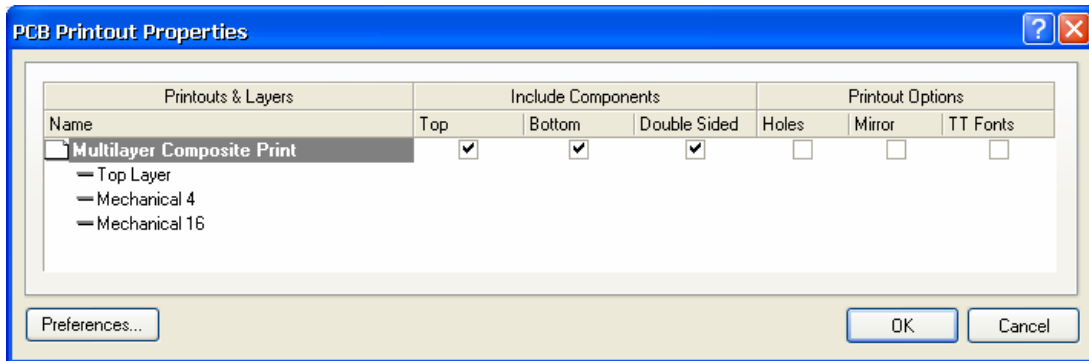 PCB Printout Properties
Printouts & Layers Include Components Printout Options
Name Top Bottom Double Sided Holes Mirror TT Fonts
Multilayer Composite Print
Top Layer
Mechanical 4
Mechanical 16
Preferences... OK Cancel